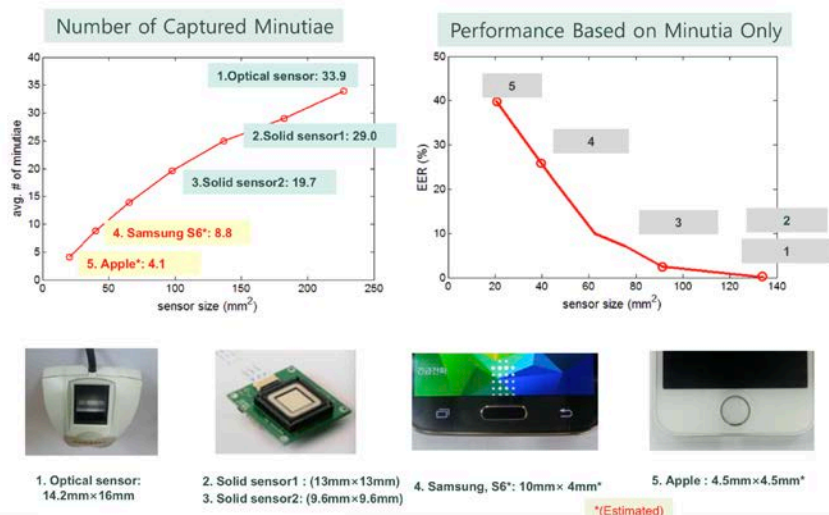 Number of Captured Minutiae
Performance Based on Minutia Only
40
35
30
25
20
15
10
5
0
0 50 100 150 200 250
avg. # of minutiae
sensor size (mm²)
1.Optical sensor: 33.9
2.Solid sensor1: 29.0
3.Solid sensor2: 19.7
4. Samsung S6*: 8.8
5. Apple*: 4.1
50
40
30
20
10
0
0 20 40 60 80 100 120 140
EER (%)
sensor size (mm²)
5
4
3
2
1
긴급전화
1. Optical sensor:
14.2mm×16mm
2. Solid sensor1 : (13mm×13mm)
3. Solid sensor2: (9.6mm×9.6mm)
4. Samsung, S6*: 10mm× 4mm*
5. Apple : 4.5mm×4.5mm*
*(Estimated)